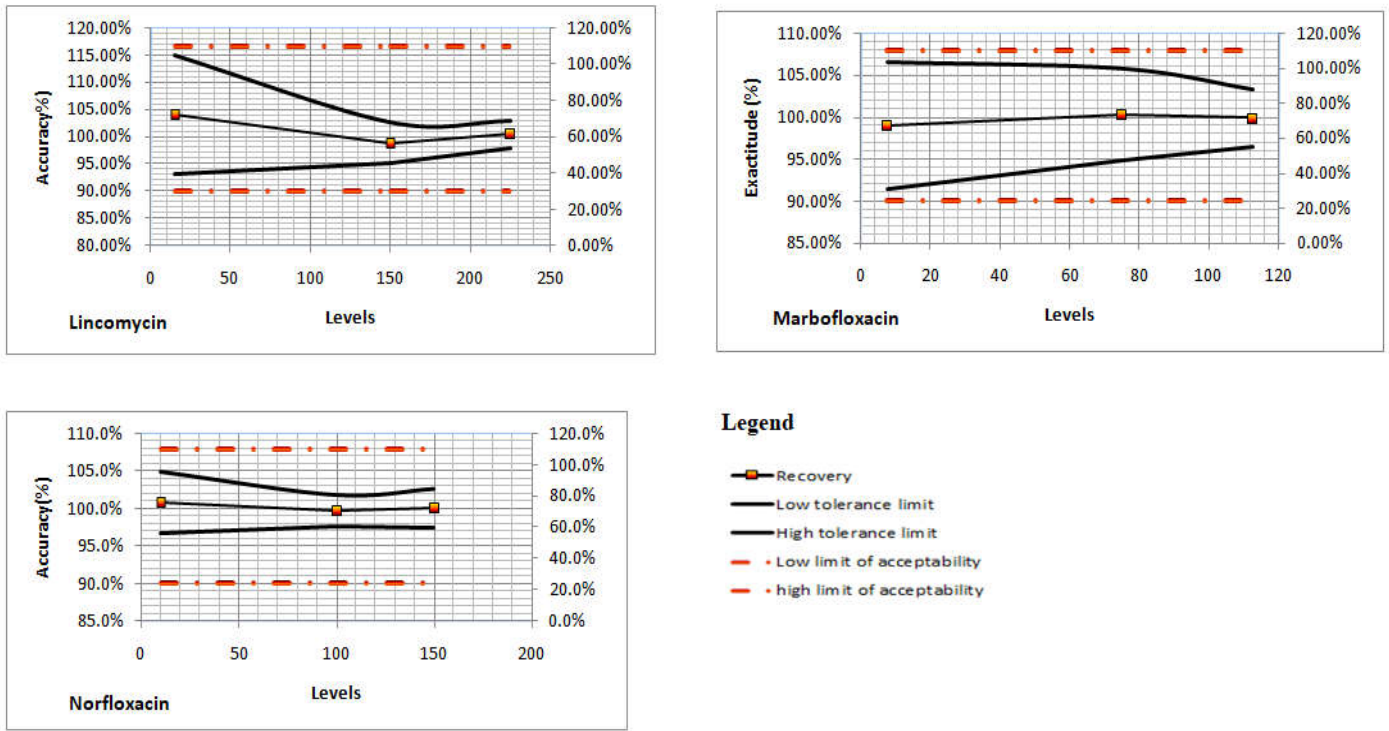 120.00%
115.00%
110.00%
105.00%
100.00%
95.00%
90.00%
85.00%
80.00%
Accuracy%)
120.00%
100.00%
80.00%
60.00%
40.00%
20.00%
0.00%
0 50 100 150 200 250
Levels
Lincomycin
110.00%
105.00%
100.00%
95.00%
90.00%
85.00%
Exactitude (%)
120.00%
100.00%
80.00%
60.00%
40.00%
20.00%
0.00%
0 20 40 60 80 100 120
Levels
Marbofloxacin
110.0%
105.0%
100.0%
95.0%
90.0%
85.0%
Accuracy(%)
120.0%
100.0%
80.0%
60.0%
40.0%
20.0%
0.0%
0 50 100 150 200
Levels
Norfloxacin
Legend
Recovery
Low tolerance limit
High tolerance limit
Low limit of acceptability
high limit of acceptability